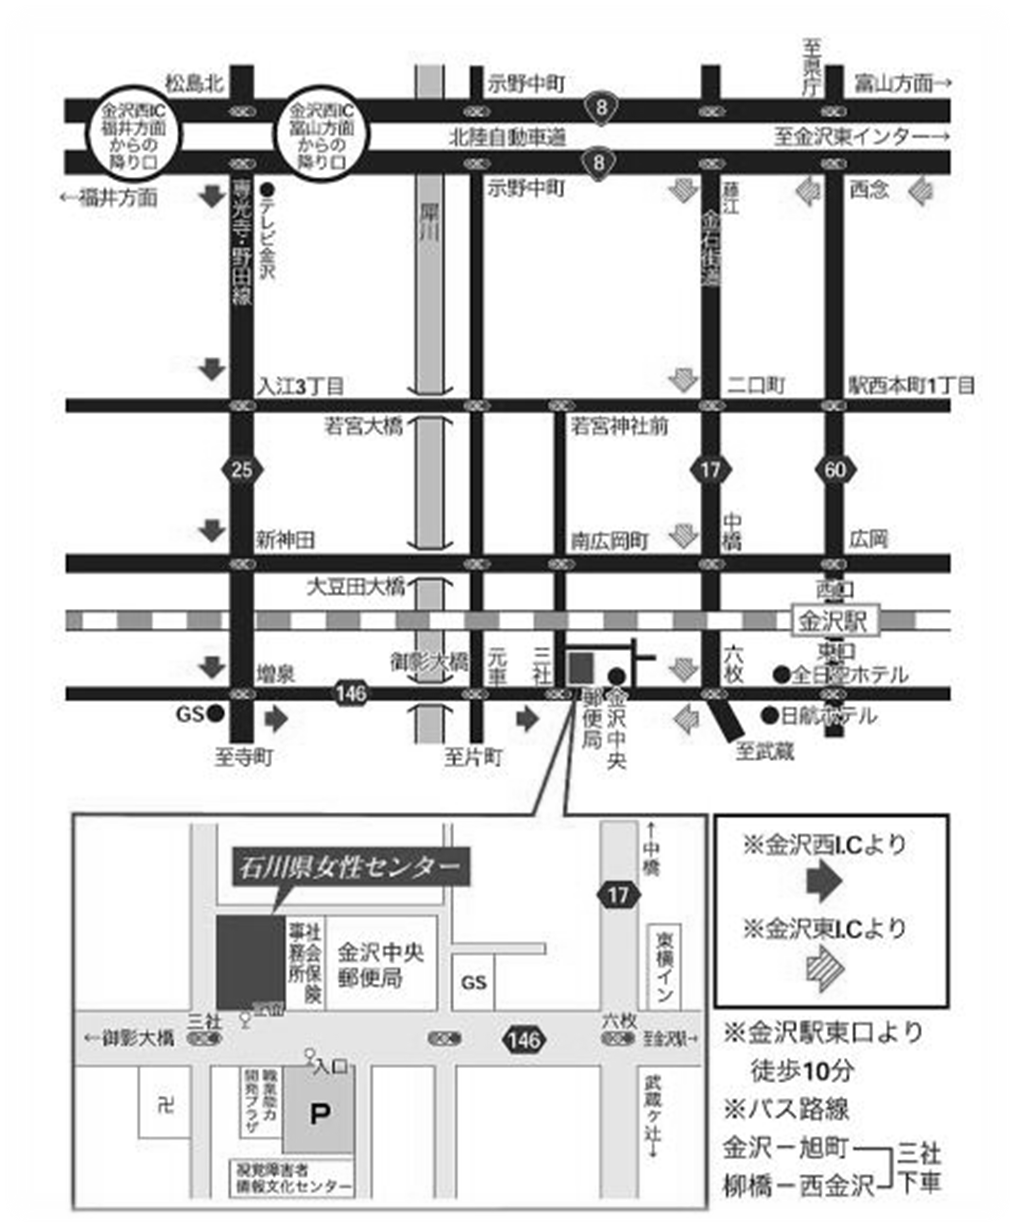 至県庁
松島北
示野中町
富山方面→
金沢西IC
福井方面
からの
降り口
金沢西IC
富山方面
からの
降り口
8
北陸自動車道
至金沢東インター→
8
←福井方面
専光寺・野田線
テレビ金沢
犀川
示野中町
藤江
金石街道
西念
入江3丁目
二口町
駅西本町1丁目
若宮大橋
若宮神社前
25
17
60
新神田
南広岡町
中橋
広岡
大豆田大橋
西口
金沢駅
東口
御影大橋
元車
三社
六枚
増泉
全日空ホテル
146
GS
郵便局
金沢中央
日航ホテル
至寺町
至片町
至武蔵
石川県女性センター
↑中橋
17
社会保険
事務所
金沢中央
郵便局
GS
東横イン
←御影大橋
三社
146
六枚
至金沢駅→
入口
卍
職業能力
開発プラザ
P
武蔵ヶ辻→
視覚障害者
情報文化センター
※金沢西I.Cより
※金沢東I.Cより
※金沢駅東口より
徒歩10分
※バス路線
金沢－旭町
柳橋－西金沢
三社
下車